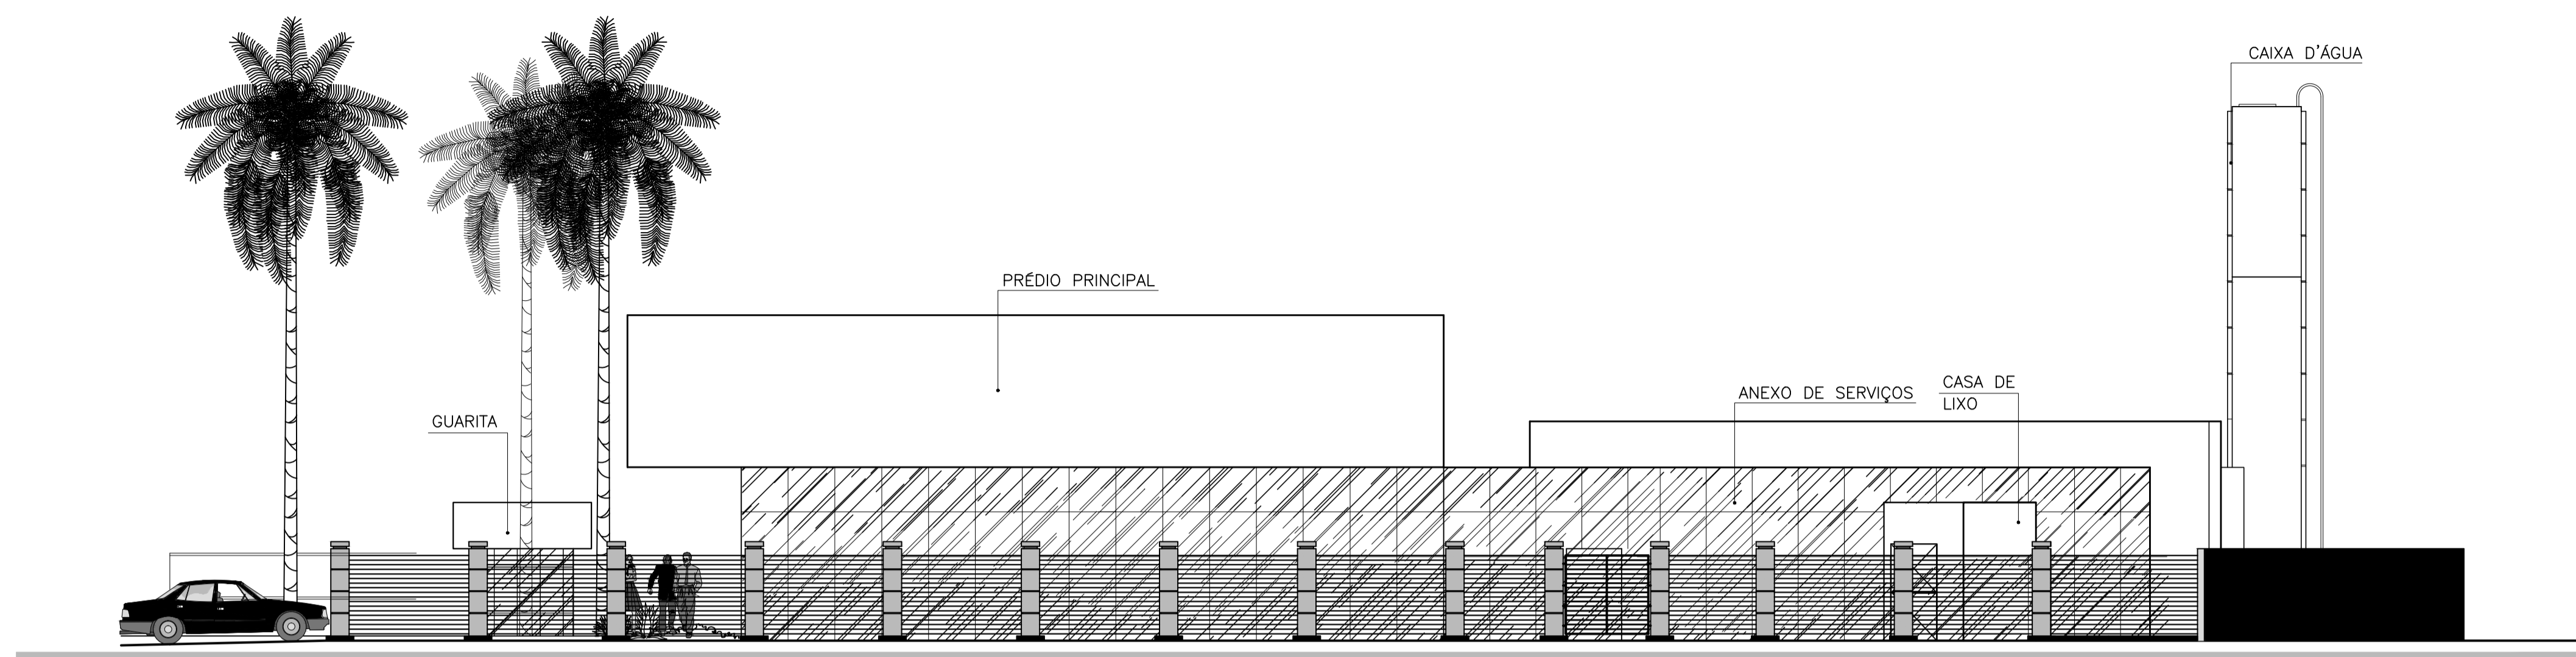 CAIXA D'ÁGUA
PRÉDIO PRINCIPAL
ANEXO DE SERVIÇOS
CASA DE
LIXO
GUARITA